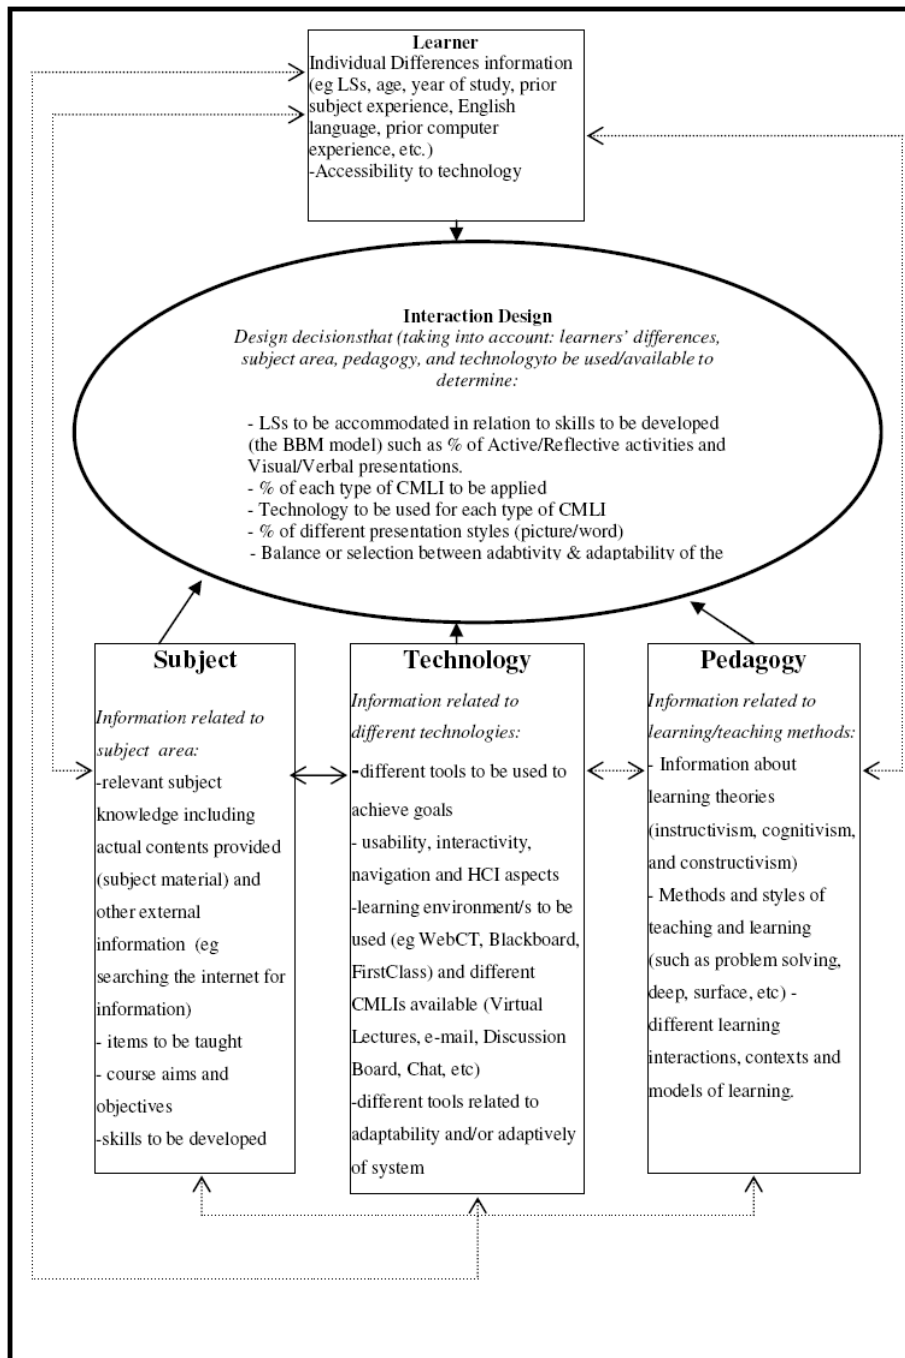 Learner
Individual Differences information
(eg LSs, age, year of study, prior
subject experience, English
language, prior computer
experience, etc.)
-Accessibility to technology
Interaction Design
Design decisionsthat (taking into account: learners' differences,
subject area, pedagogy, and technologyto be used/available to
determine:
- LSs to be accommodated in relation to skills to be developed
(the BBM model) such as % of Active/Reflective activities and
Visual/Verbal presentations.
- % of each type of CMLI to be applied
- Technology to be used for each type of CMLI
- % of different presentation styles (picture/word)
- Balance or selection between adabtivity & adaptability of the
Subject
Information related to
subject area:
-relevant subject
knowledge including
actual contents provided
(subject material) and
other external
information (eg
searching the internet for
information)
- items to be taught
- course aims and
objectives
-skills to be developed
Technology
Information related to
different technologies:
-different tools to be used to
achieve goals
- usability, interactivity,
navigation and HCI aspects
-learning environment/s to be
used (eg WebCT, Blackboard,
FirstClass) and different
CMLIs available (Virtual
Lectures, e-mail, Discussion
Board, Chat, etc)
-different tools related to
adaptability and/or adaptively
of system
Pedagogy
Information related to
learning/teaching methods:
- Information about
learning theories
(instructivism, cognitivism,
and constructivism)
- Methods and styles of
teaching and learning
(such as problem solving,
deep, surface, etc) -
different learning
interactions, contexts and
models of learning.